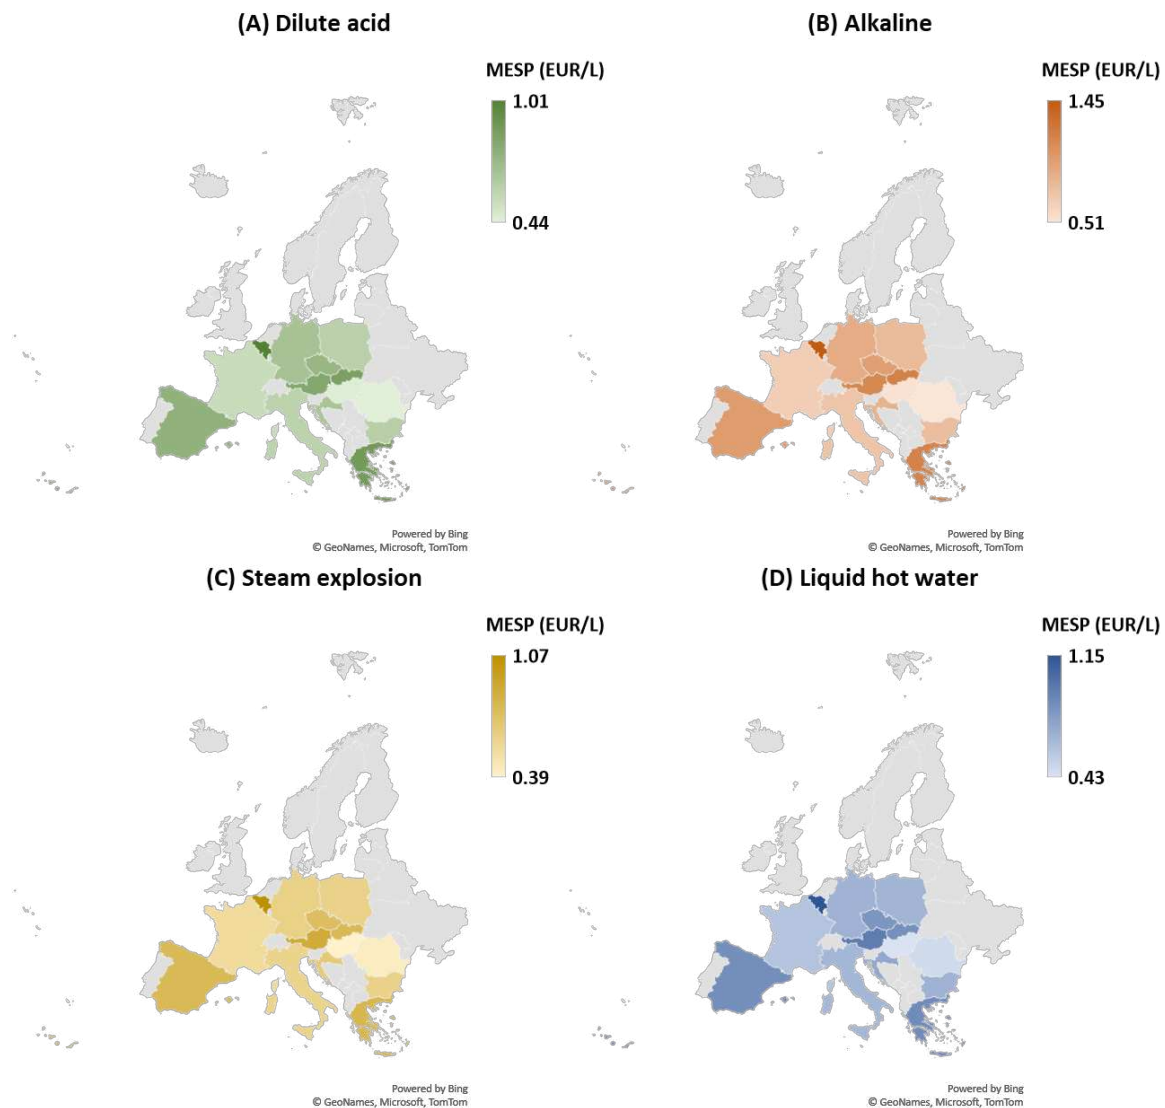 (A) Dilute acid
MESP (EUR/L)
1.01
0.44
Powered by Bing
© GeoNames, Microsoft, TomTom
(B) Alkaline
MESP (EUR/L)
1.45
0.51
Powered by Bing
© GeoNames, Microsoft, TomTom
(C) Steam explosion
MESP (EUR/L)
1.07
0.39
Powered by Bing
© GeoNames, Microsoft, TomTom
(D) Liquid hot water
MESP (EUR/L)
1.15
0.43
Powered by Bing
© GeoNames, Microsoft, TomTom